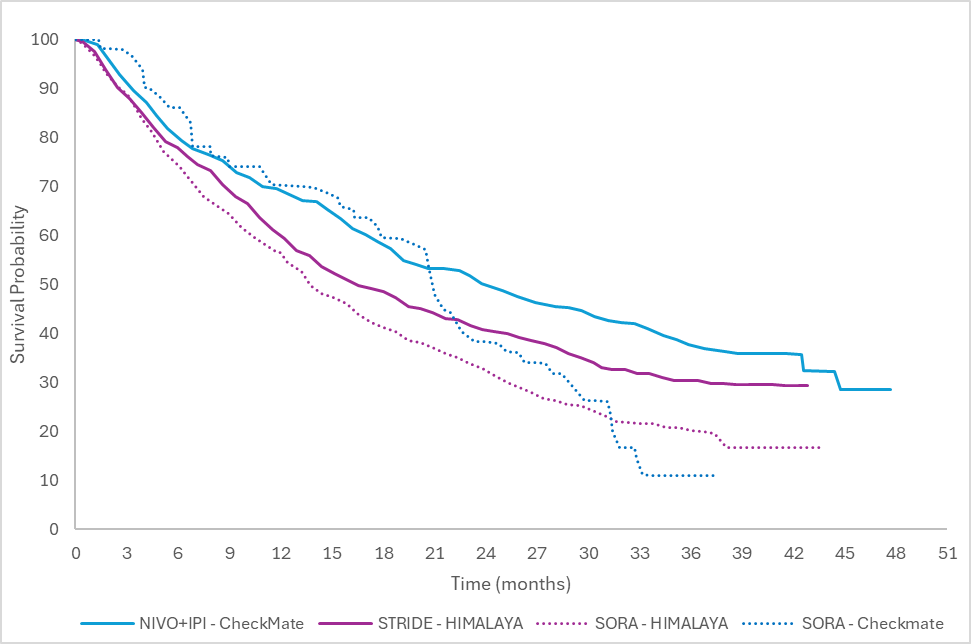 100
90
80
70
60
50
40
30
20
10
0
Survival Probability
0 3 6 9 12 15 18 21 24 27 30 33 36 39 42 45 48 51
Time (months)
NIVO+IPI - CheckMate STRIDE - HIMALAYA SORA - HIMALAYA SORA - Checkmate